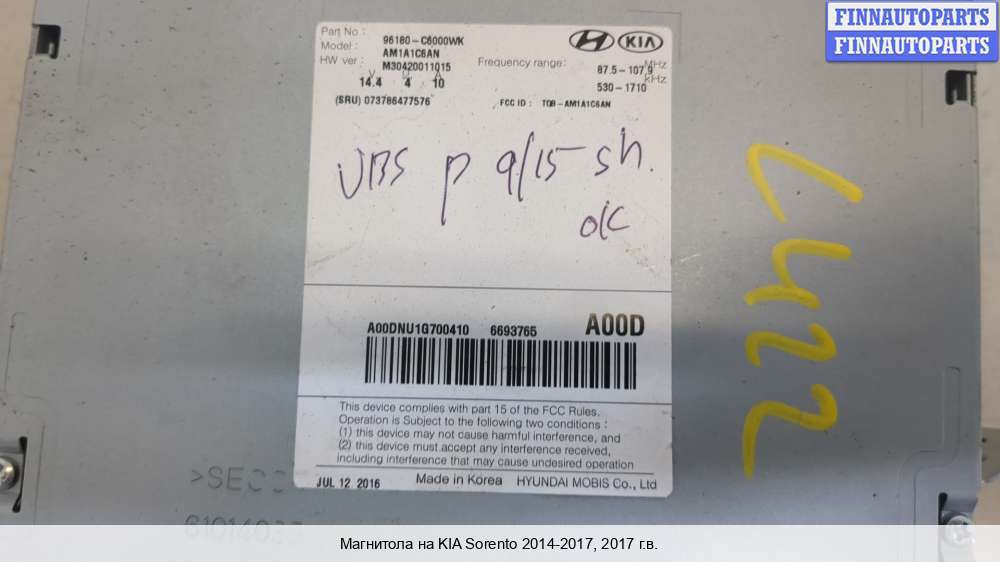 FINNAUTOPARTS
FINNAUTOPARTS
Part No : 96180-C6000WK
Model : AM1A1C6AN
HW ver : M30420011015
V U A
14.4 4 10
(SRU) 073786477576
HYUNDAI KIA
Frequency range: 87.5-107.9 MHz
530-1710 kHz
FCC ID : TQ8-AM1A1C6AN
P 9/15 sh.
OK
L422
A00DNU1G700410 6693765 A00D
This device complies with part 15 of the FCC Rules.
Operation is Subject to the following two conditions :
(1) this device may not cause harmful interference, and
(2) this device must accept any interference received,
including interference that may cause undesired operation
JUL 12 2016 Made in Korea HYUNDAI MOBIS Co., Ltd
Магнитола на KIA Sorento 2014-2017, 2017 г.в.